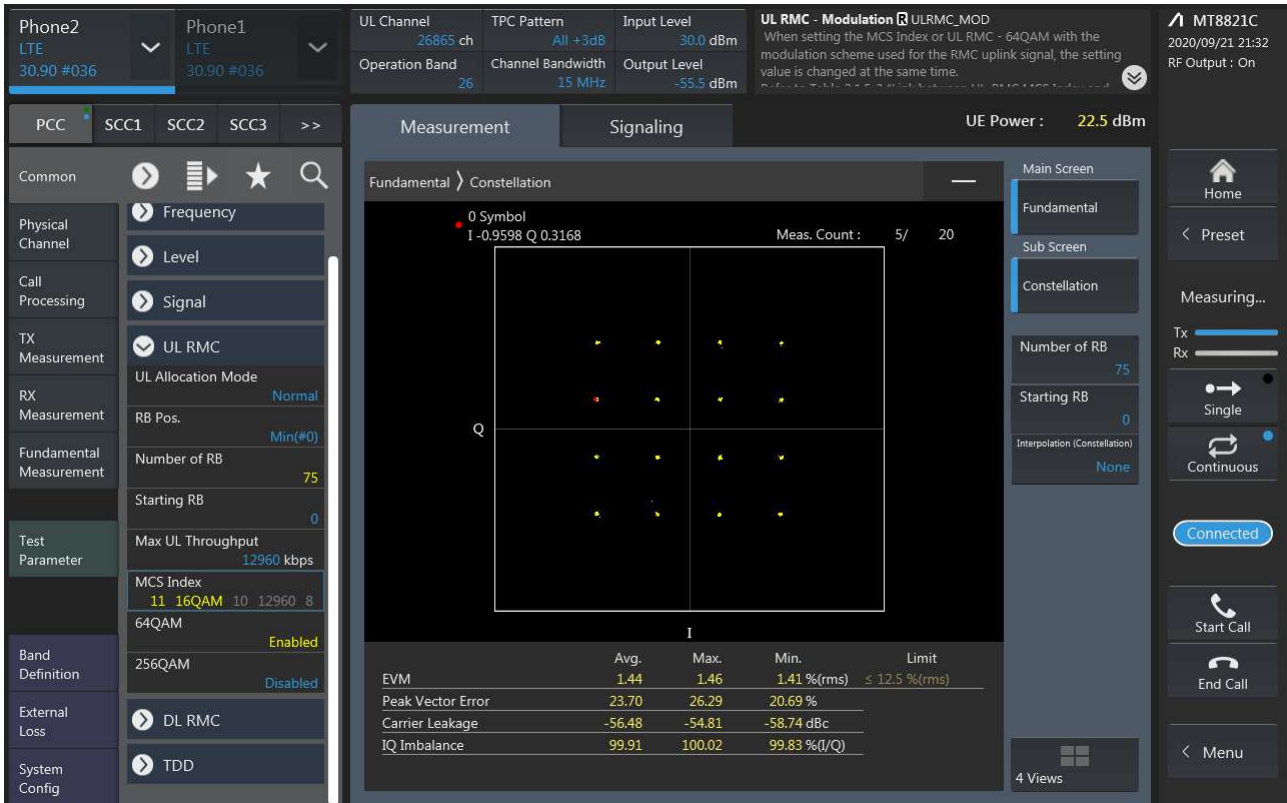 Phone2
LTE
30.90 #036
Phone1
LTE
30.90 #036
UL Channel
26865 ch
TPC Pattern
All +3dB
Input Level
30.0 dBm
Operation Band
26
Channel Bandwidth
15 MHz
Output Level
-55.5 dBm
UL RMC - Modulation R ULRMC_MOD
When setting the MCS Index or UL RMC - 64QAM with the
modulation scheme used for the RMC uplink signal, the setting
value is changed at the same time.
MT8821C
2020/09/21 21:32
RF Output : On
PCC SCC1 SCC2 SCC3 >>
Measurement
Signaling
UE Power : 22.5 dBm
Common
Physical
Channel
Call
Processing
TX
Measurement
RX
Measurement
Fundamental
Measurement
Test
Parameter
Band
Definition
External
Loss
System
Config
Frequency
Level
Signal
UL RMC
UL Allocation Mode
Normal
RB Pos.
Min(#0)
Number of RB
75
Starting RB
0
Max UL Throughput
12960 kbps
MCS Index
11 16QAM 10 12960 8
64QAM
Enabled
256QAM
Disabled
DL RMC
TDD
Fundamental 〉 Constellation
0 Symbol
I -0.9598 Q 0.3168
Meas. Count : 5/ 20
Q
I
Avg. Max. Min. Limit
EVM 1.44 1.46 1.41 %(rms) ≤ 12.5 %(rms)
Peak Vector Error 23.70 26.29 20.69 %
Carrier Leakage -56.48 -54.81 -58.74 dBc
IQ Imbalance 99.91 100.02 99.83 %(I/Q)
Main Screen
Fundamental
Sub Screen
Constellation
Number of RB
75
Starting RB
0
Interpolation (Constellation)
None
4 Views
Home
< Preset
Measuring...
Tx
Rx
Single
Continuous
Connected
Start Call
End Call
< Menu